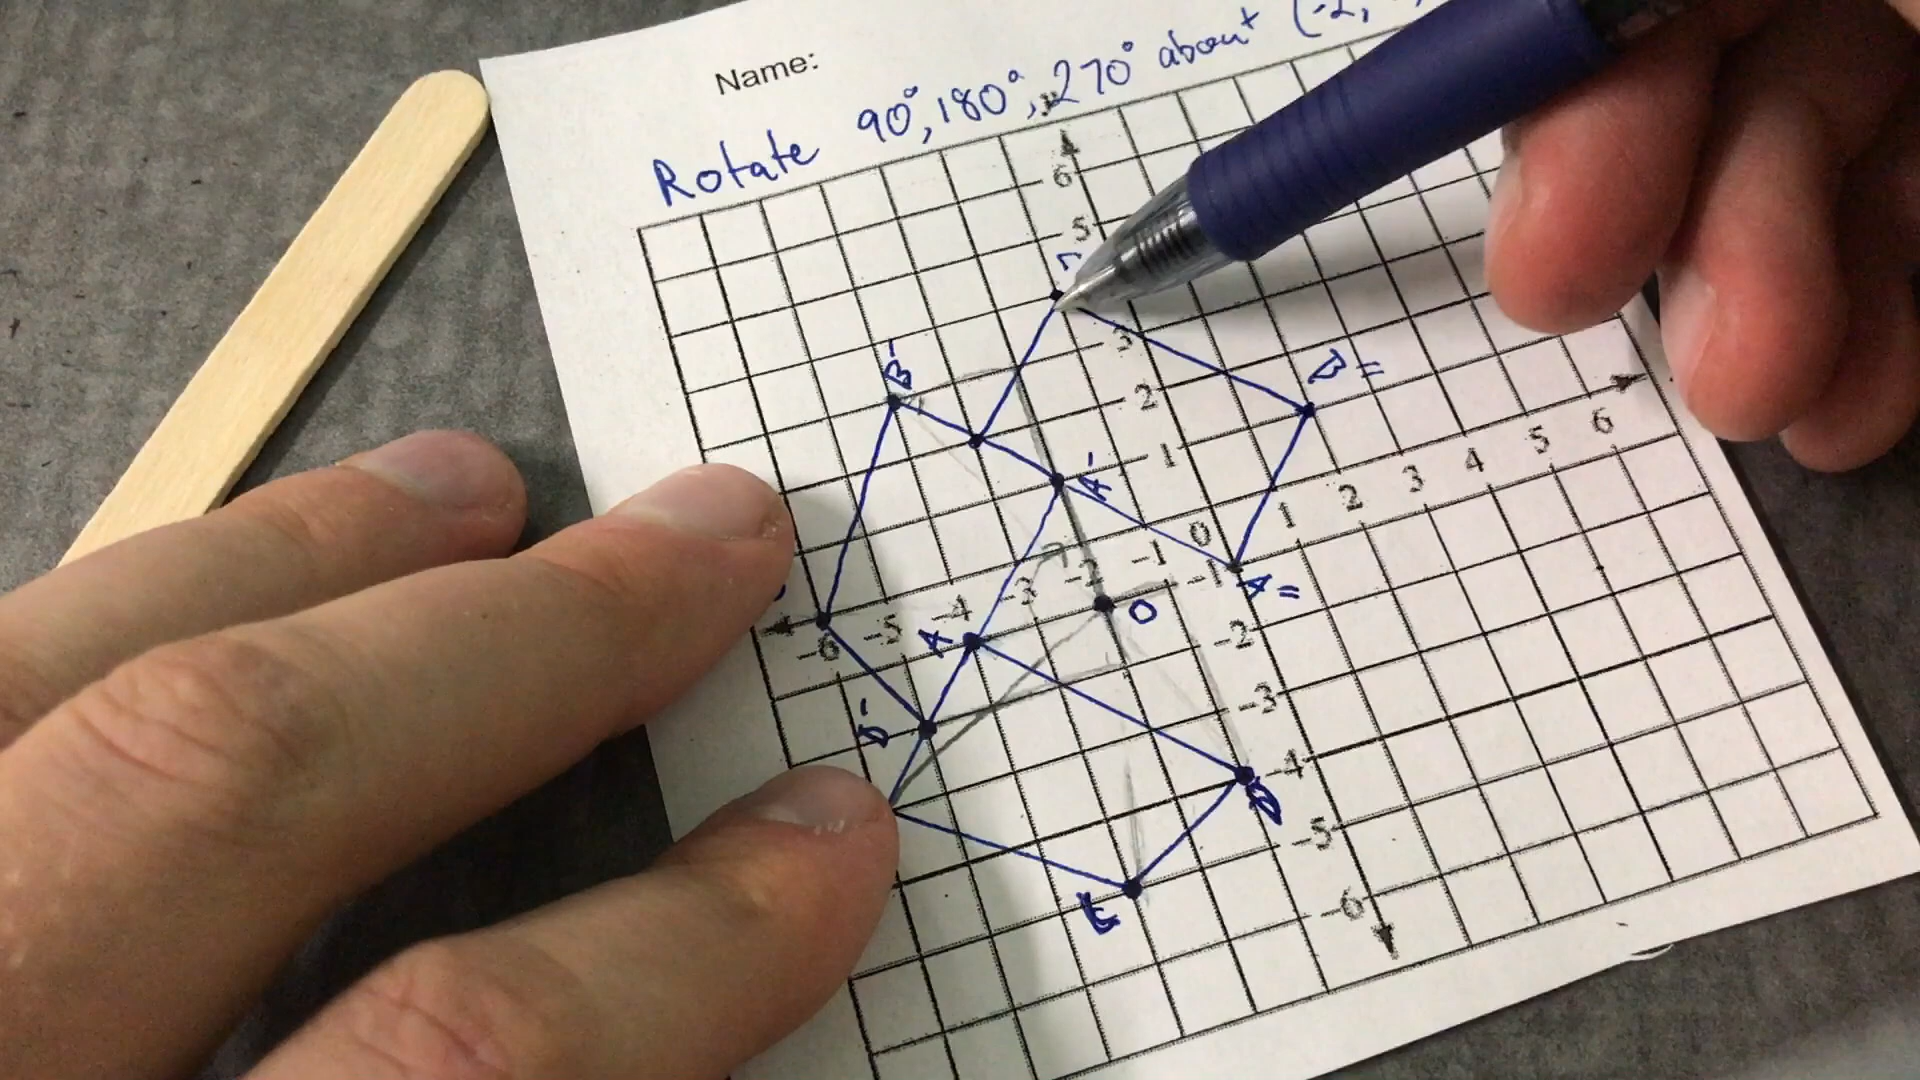 Name:
Rotate 90°, 180°, 270° about (-2,
6
5
3
2
1
0
-1
-2
-3
-4
-5
-6
-6 -5 -4 -3 -2 -1 1 2 3 4 5 6
B'
A'
B=
A=
O
A
D'